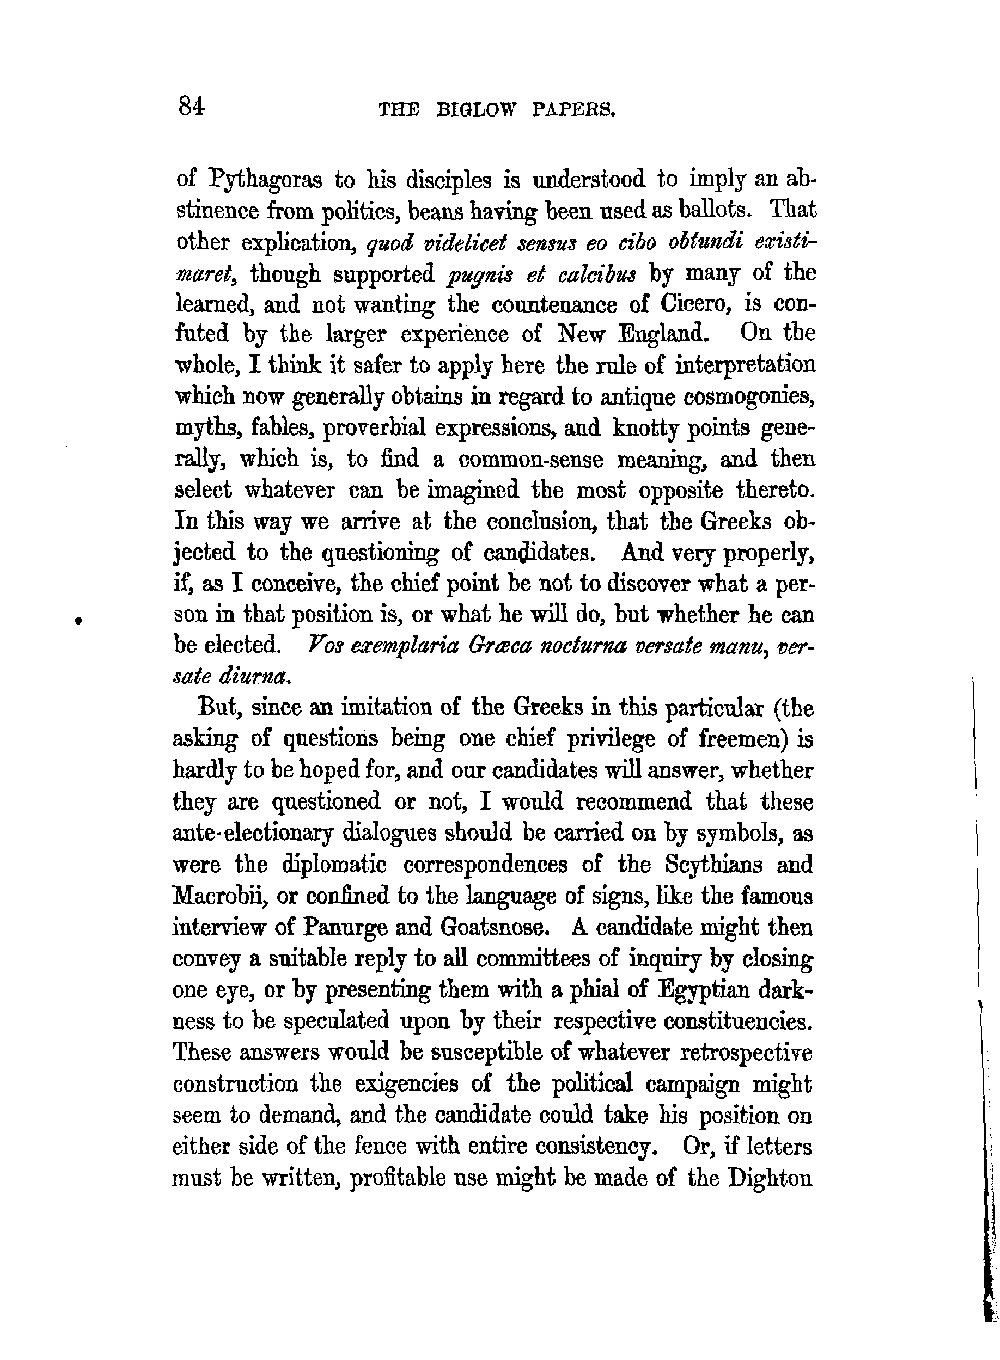 84 THE BIGLOW PAPERS.
of Pythagoras to his disciples is understood to imply an ab-
stinence from politics, beans having been used as ballots. That
other explication, quod videlicet sensus eo cibo obtundi existi-
maret, though supported pugnis et calcibus by many of the
learned, and not wanting the countenance of Cicero, is con-
futed by the larger experience of New England. On the
whole, I think it safer to apply here the rule of interpretation
which now generally obtains in regard to antique cosmogonies,
myths, fables, proverbial expressions, and knotty points gene-
rally, which is, to find a common-sense meaning, and then
select whatever can be imagined the most opposite thereto.
In this way we arrive at the conclusion, that the Greeks ob-
jected to the questioning of candidates. And very properly,
if, as I conceive, the chief point be not to discover what a per-
son in that position is, or what he will do, but whether he can
be elected. Vos exemplaria Græca nocturna versate manu, ver-
sate diurna.
But, since an imitation of the Greeks in this particular (the
asking of questions being one chief privilege of freemen) is
hardly to be hoped for, and our candidates will answer, whether
they are questioned or not, I would recommend that these
ante-electionary dialogues should be carried on by symbols, as
were the diplomatic correspondences of the Scythians and
Macrobii, or confined to the language of signs, like the famous
interview of Panurge and Goatsnose. A candidate might then
convey a suitable reply to all committees of inquiry by closing
one eye, or by presenting them with a phial of Egyptian dark-
ness to be speculated upon by their respective constituencies.
These answers would be susceptible of whatever retrospective
construction the exigencies of the political campaign might
seem to demand, and the candidate could take his position on
either side of the fence with entire consistency. Or, if letters
must be written, profitable use might be made of the Dighton